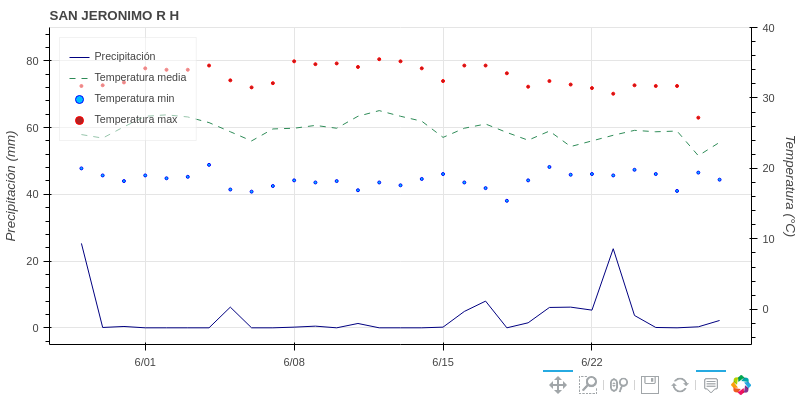 SAN JERONIMO R H
Precipitación
Temperatura media
Temperatura min
Temperatura max
80
60
40
20
0
Precipitación (mm)
40
30
20
10
0
Temperatura (°C)
6/01
6/08
6/15
6/22